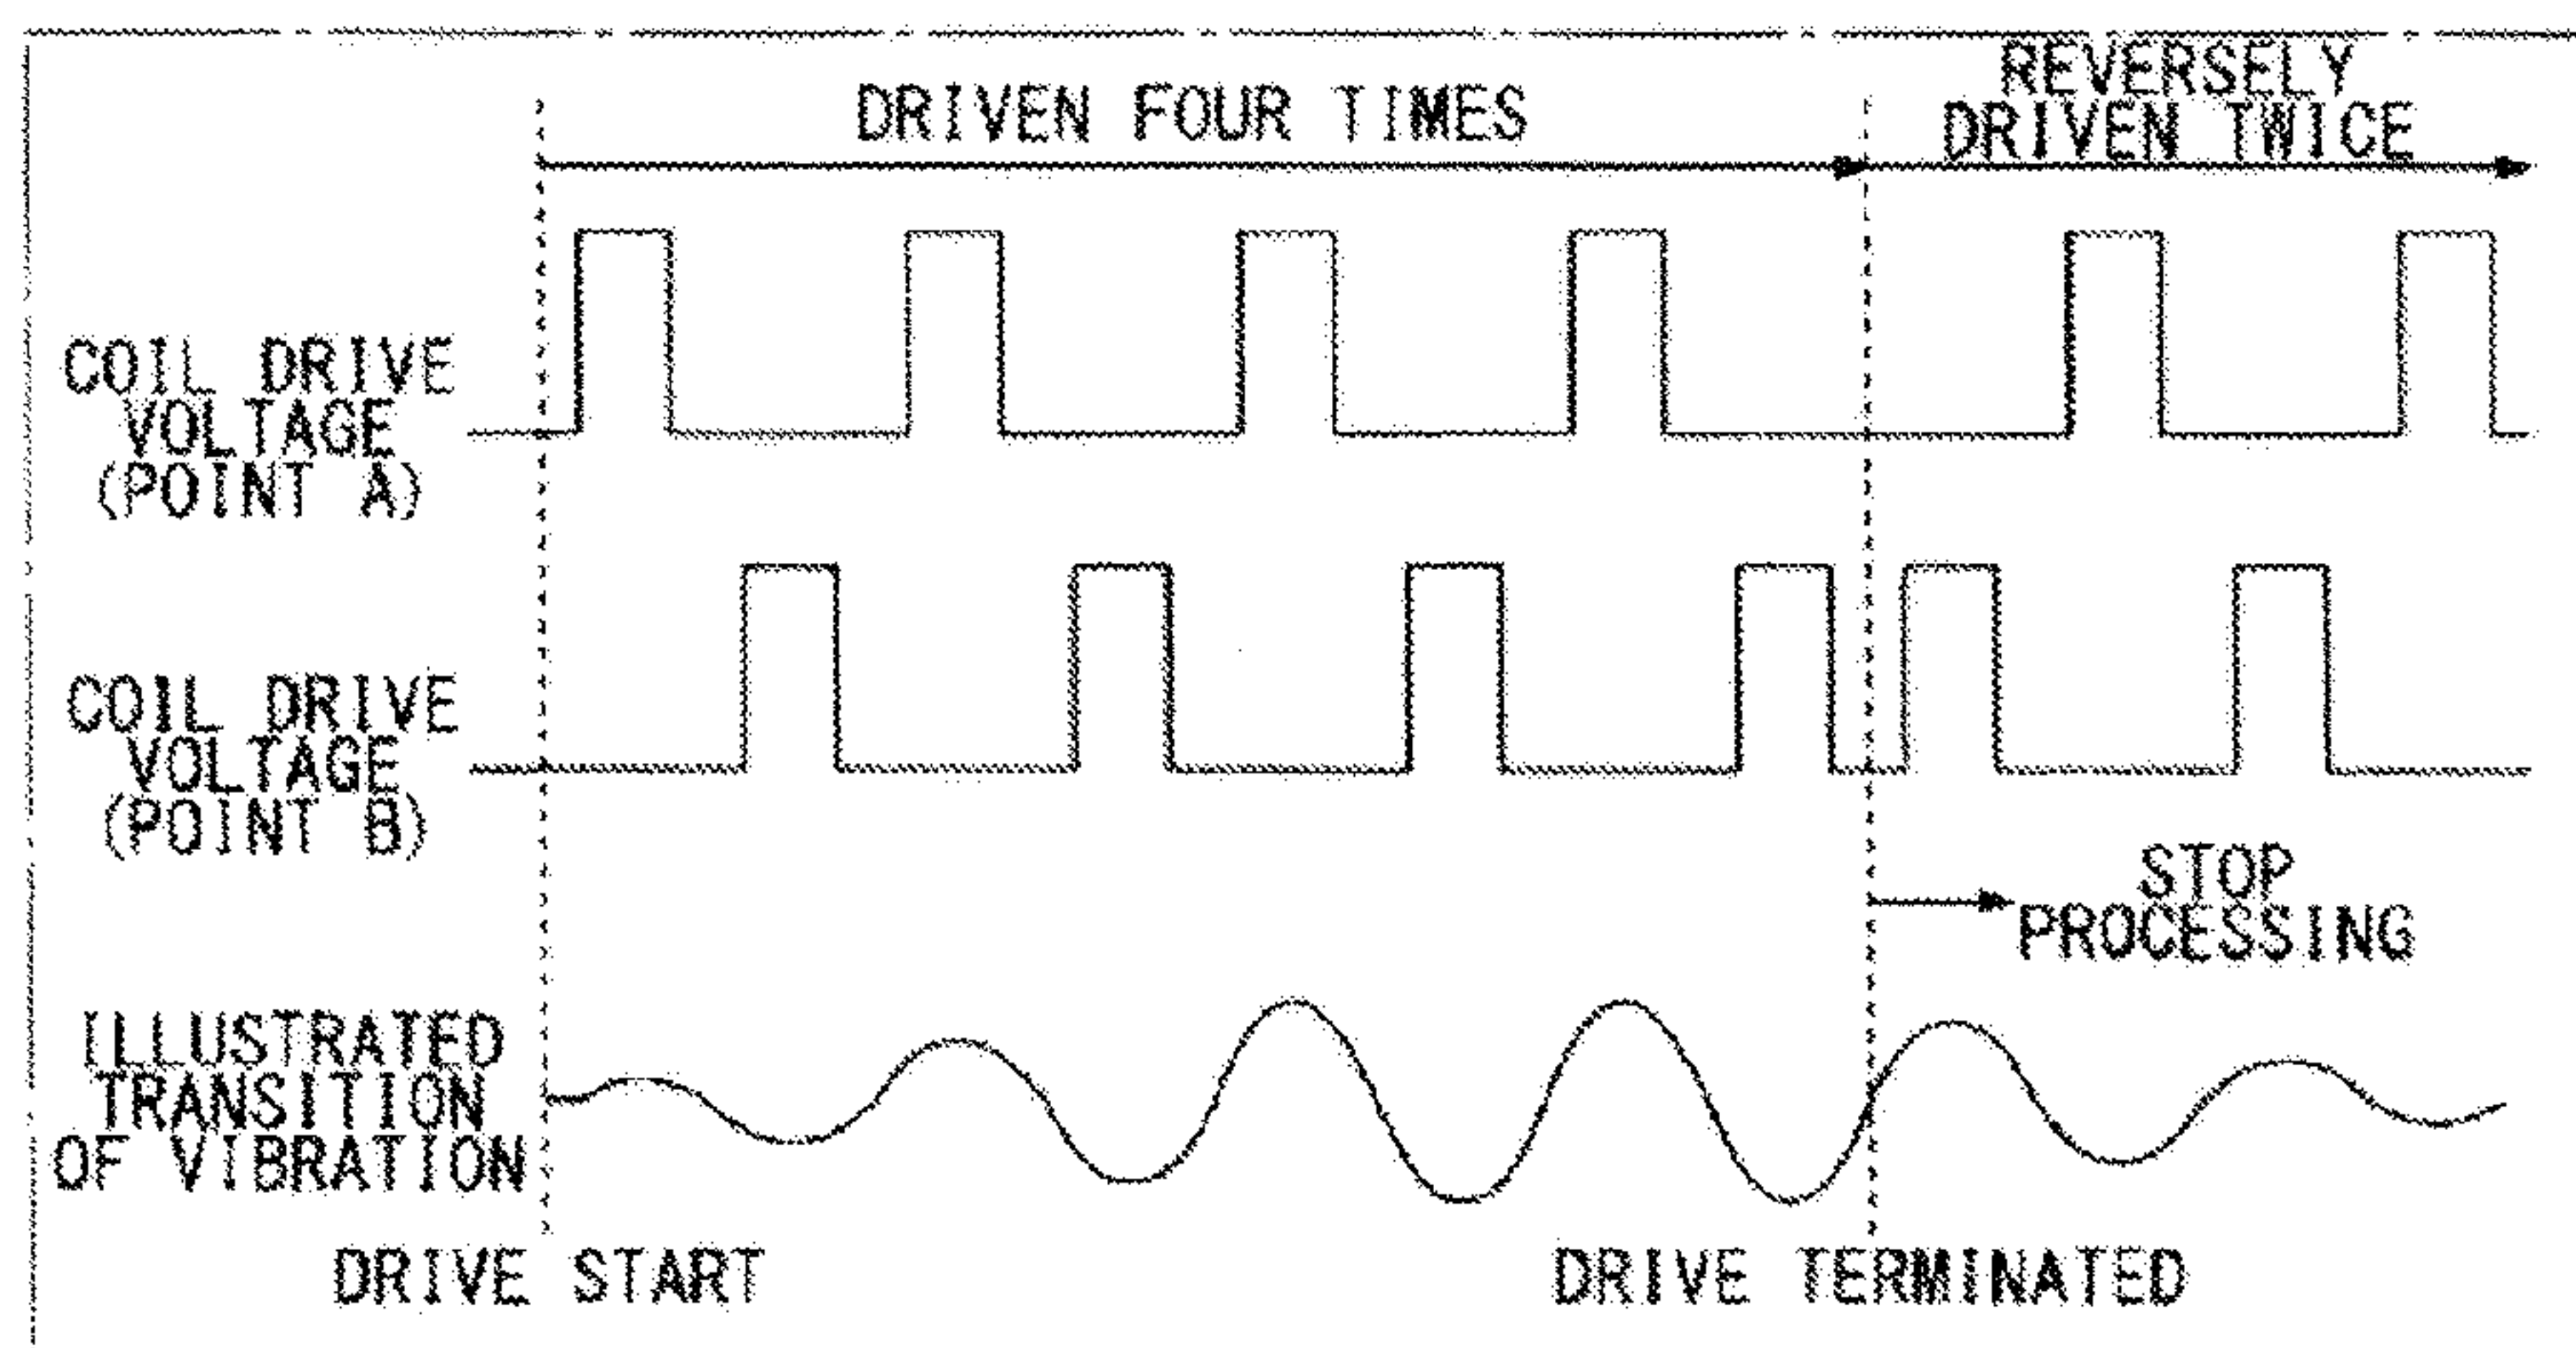 DRIVEN FOUR TIMES
REVERSELY
DRIVEN TWICE
COIL DRIVE
VOLTAGE
(POINT A)
COIL DRIVE
VOLTAGE
(POINT B)
STOP
PROCESSING
ILLUSTRATED
TRANSITION
OF VIBRATION
DRIVE START
DRIVE TERMINATED